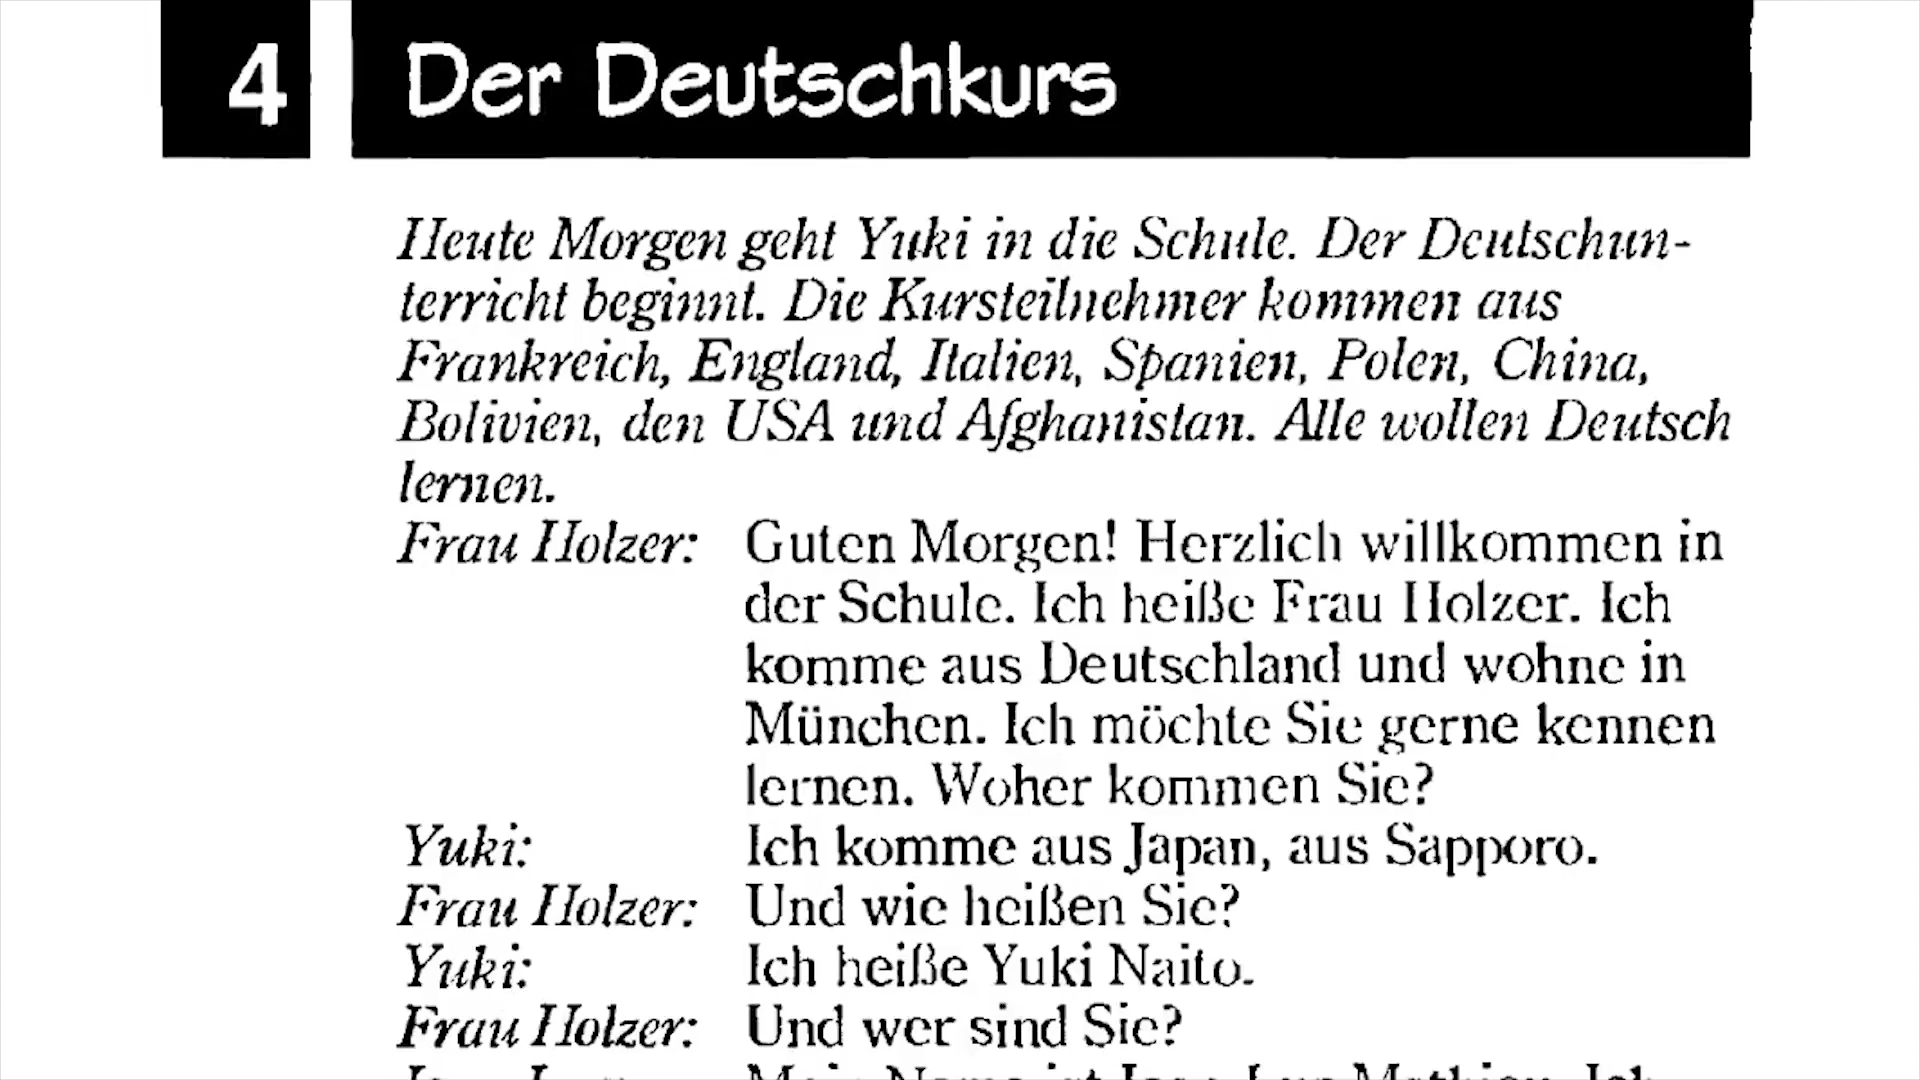 4 Der Deutschkurs
Heute Morgen geht Yuki in die Schule. Der Deutschun-
terricht beginnt. Die Kursteilnehmer kommen aus
Frankreich, England, Italien, Spanien, Polen, China,
Bolivien, den USA und Afghanistan. Alle wollen Deutsch
lernen.
Frau Holzer: Guten Morgen! Herzlich willkommen in
der Schule. Ich heiße Frau Holzer. Ich
komme aus Deutschland und wohne in
München. Ich möchte Sie gerne kennen
lernen. Woher kommen Sie?
Yuki: Ich komme aus Japan, aus Sapporo.
Frau Holzer: Und wie heißen Sie?
Yuki: Ich heiße Yuki Naito.
Frau Holzer: Und wer sind Sie?